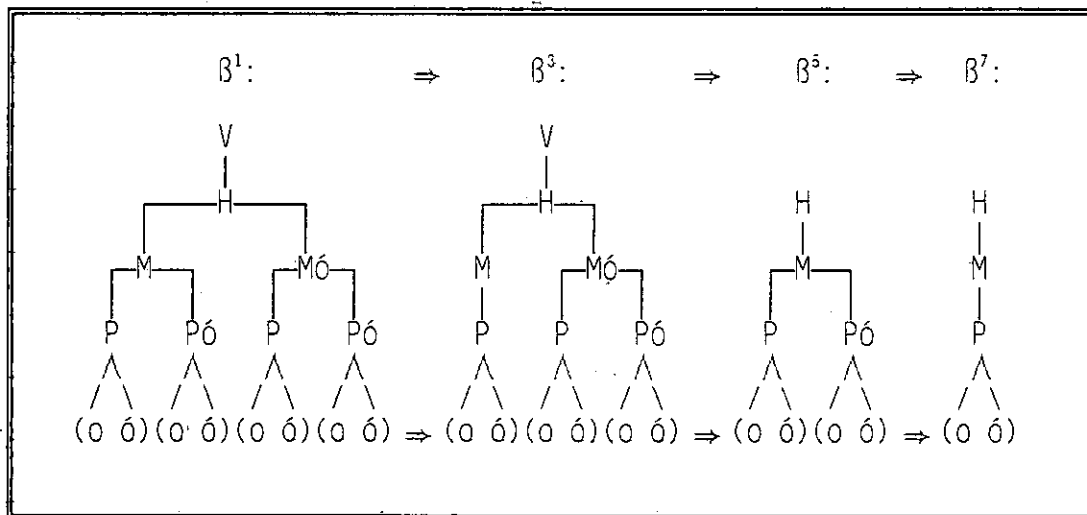 ß¹: ⇒ ß³: ⇒ ß⁵: ⇒ ß⁷:
V V
H H H H
M Mó M Mó M M
P Pó P Pó P P Pó P Pó P
(o ó)(o ó)(o ó)(o ó) ⇒ (o ó)(o ó)(o ó) ⇒ (o ó)(o ó) ⇒ (o ó)